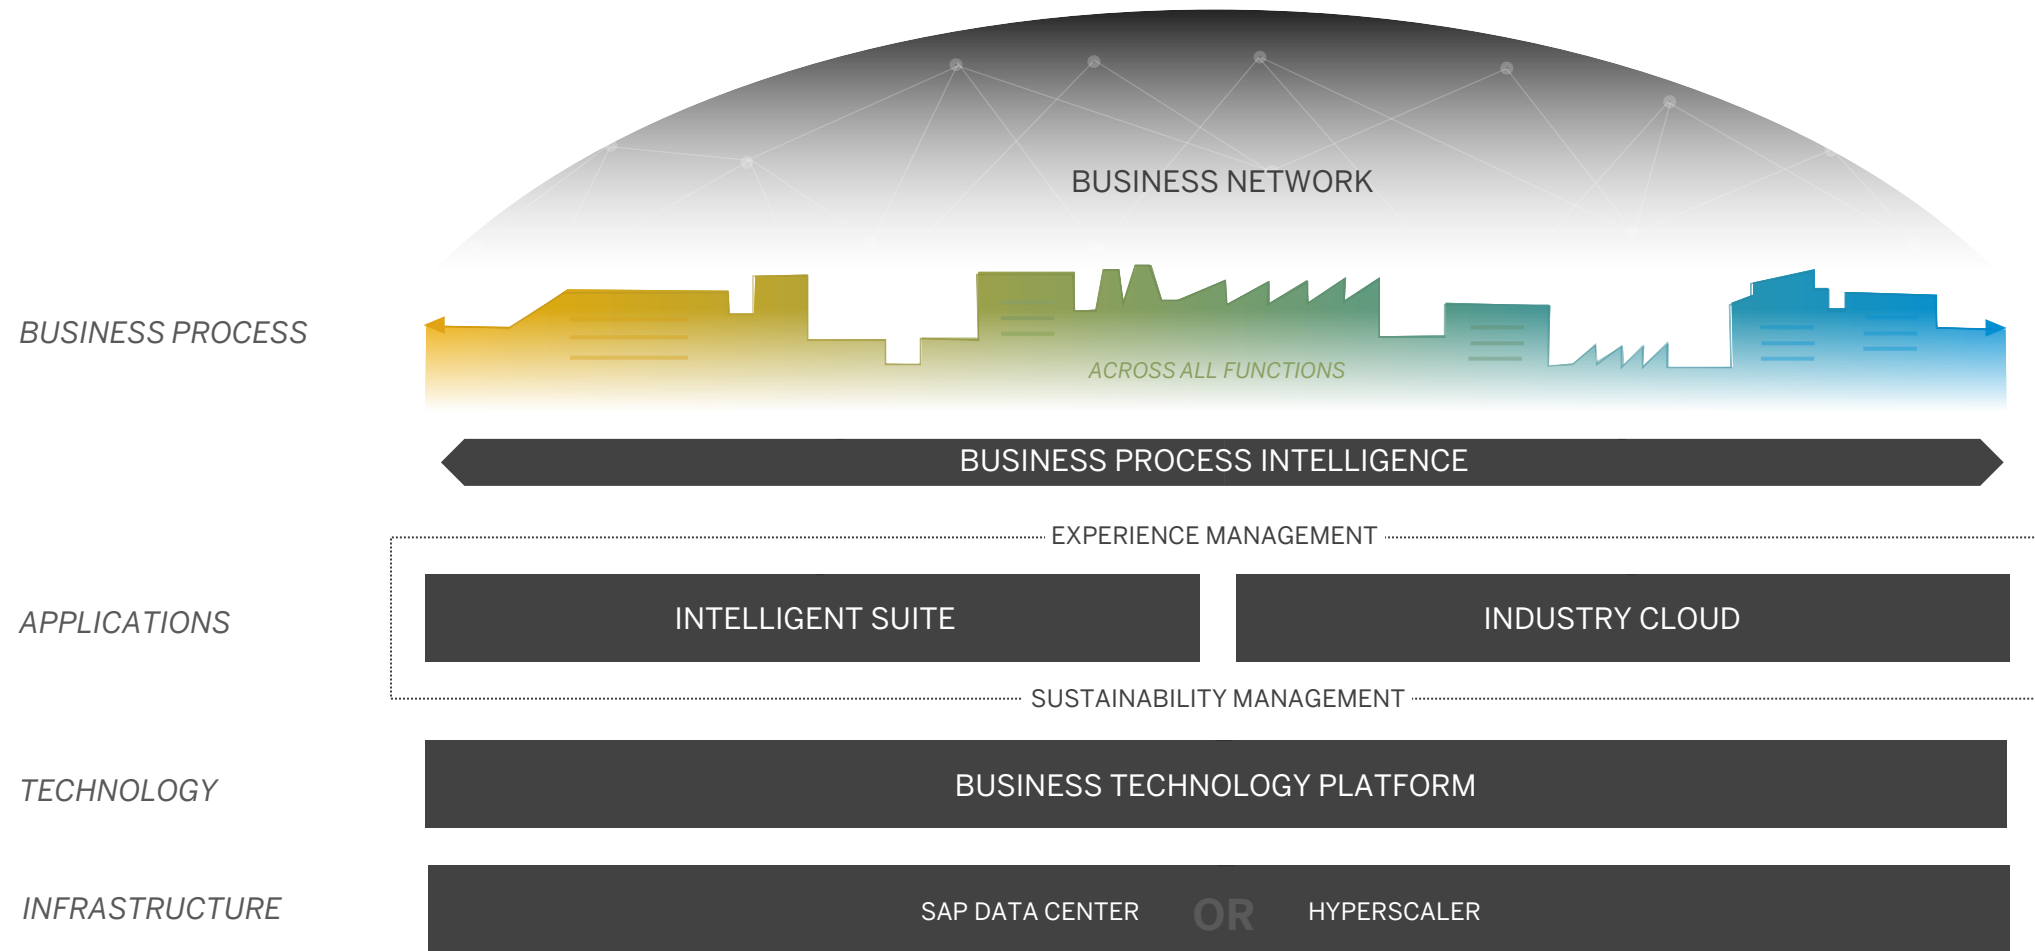 BUSINESS NETWORK
BUSINESS PROCESS
ACROSS ALL FUNCTIONS
BUSINESS PROCESS INTELLIGENCE
EXPERIENCE MANAGEMENT
APPLICATIONS
INTELLIGENT SUITE
INDUSTRY CLOUD
SUSTAINABILITY MANAGEMENT
TECHNOLOGY
BUSINESS TECHNOLOGY PLATFORM
INFRASTRUCTURE
SAP DATA CENTER OR HYPERSCALER